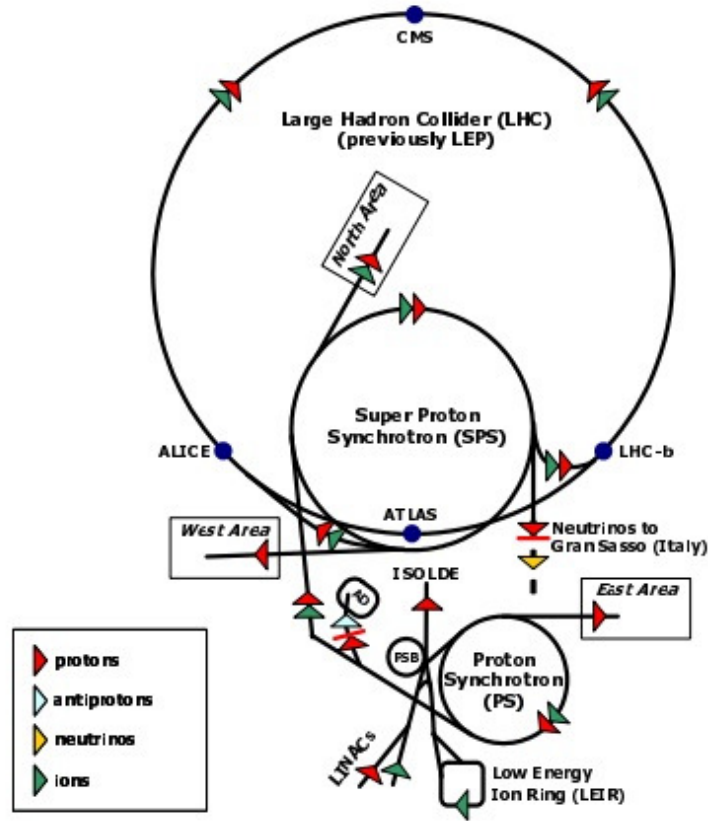 CMS
Large Hadron Collider (LHC)
(previously LEP)
North Area
Super Proton
Synchrotron (SPS)
ALICE
LHC-b
ATLAS
West Area
Neutrinos to
Gran Sasso (Italy)
ISOLDE
East Area
AD
PSB
Proton
Synchrotron
(PS)
protons
antiprotons
neutrinos
ions
LINACs
Low Energy
Ion Ring (LEIR)